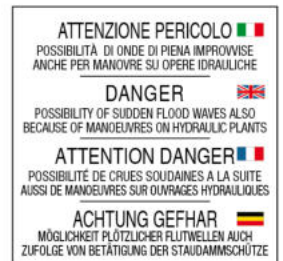 ATTENZIONE PERICOLO
POSSIBILITÀ DI ONDE DI PIENA IMPROVVISE
ANCHE PER MANOVRE SU OPERE IDRAULICHE
DANGER
POSSIBILITY OF SUDDEN FLOOD WAVES ALSO
BECAUSE OF MANOEUVRES ON HYDRAULIC PLANTS
ATTENTION DANGER
POSSIBILITÉ DE CRUES SOUDAINES A LA SUITE
AUSSI DE MANOEUVRES SUR OUVRAGES HYDRAULIQUES
ACHTUNG GEFHAR
MÖGLICHKEIT PLÖTZLICHER FLUTWELLEN AUCH
ZUFOLGE VON BETÄTIGUNG DER STAUDAMMSCHÜTZE